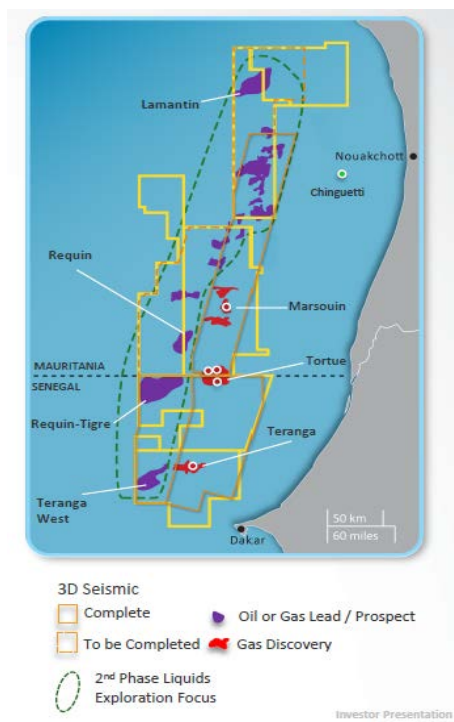 Lamantin
Nouakchott
Chinguetti
Requin
Marsouin
MAURITANIA
Tortue
SENEGAL
Requin-Tigre
Teranga
Teranga
West
50 km
60 miles
Dakar
3D Seismic
Complete
Oil or Gas Lead / Prospect
To be Completed
Gas Discovery
2nd Phase Liquids
Exploration Focus
Investor Presentation